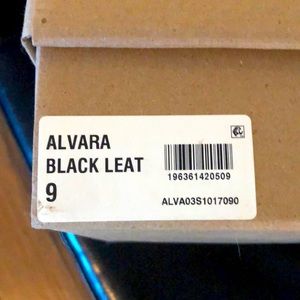 ALVARA
BLACK LEAT
9
196361420509
ALVA03S1017090